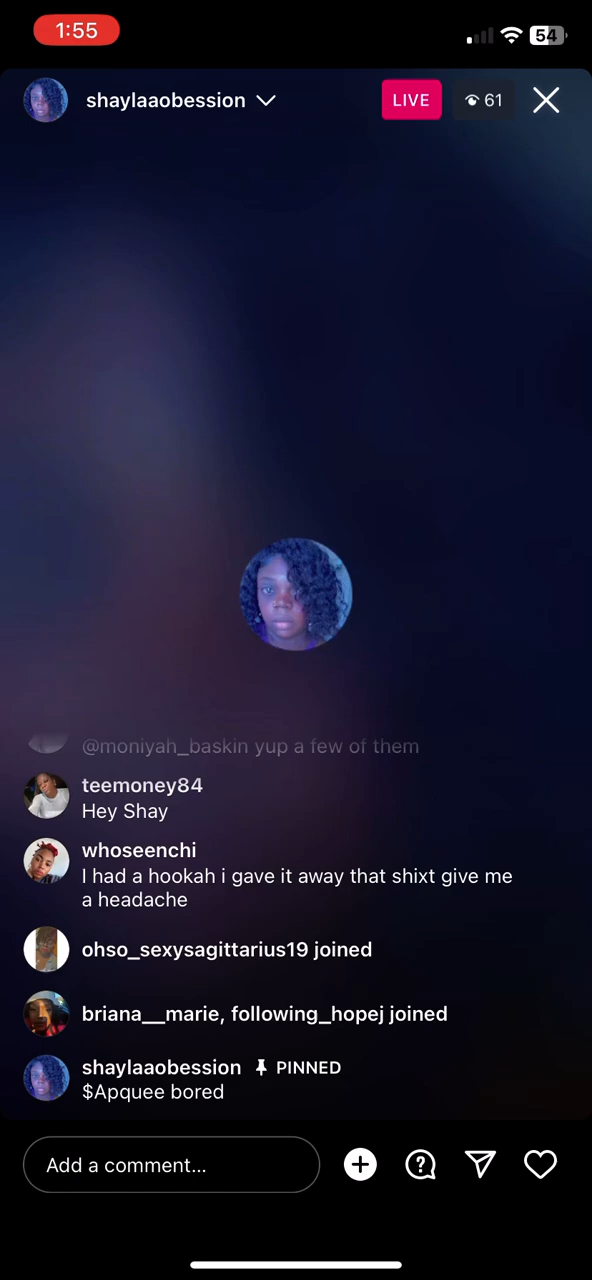 1:55
54
shaylaaobession
LIVE
61
@moniyah_baskin yup a few of them
teemoney84
Hey Shay
whoseenchi
I had a hookah i gave it away that shixt give me
a headache
ohso_sexysagittarius19 joined
briana__marie, following_hopej joined
shaylaaobession PINNED
$Apquee bored
Add a comment...